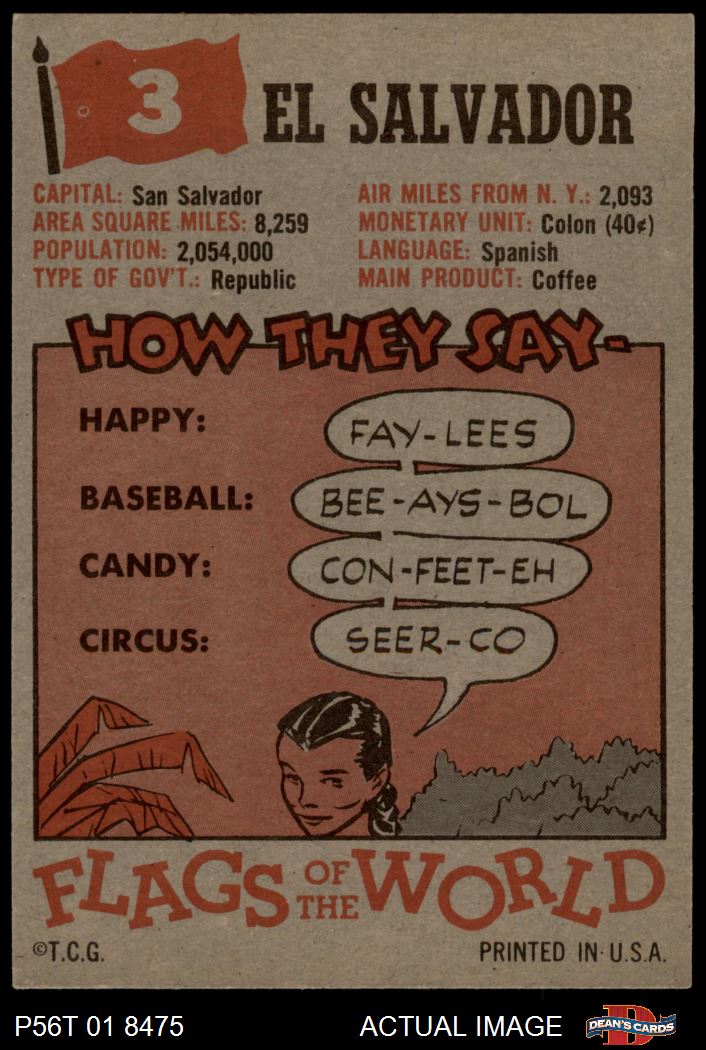 3
EL SALVADOR
CAPITAL: San Salvador
AREA SQUARE MILES: 8,259
POPULATION: 2,054,000
TYPE OF GOV'T.: Republic
AIR MILES FROM N. Y.: 2,093
MONETARY UNIT: Colon (40¢)
LANGUAGE: Spanish
MAIN PRODUCT: Coffee
HOW THEY SAY-
HAPPY: FAY-LEES
BASEBALL: BEE-AYS-BOL
CANDY: CON-FEET-EH
CIRCUS: SEER-CO
FLAGS OF THE WORLD
©T.C.G. PRINTED IN U.S.A.
P56T 01 8475 ACTUAL IMAGE D DEAN'S CARDS